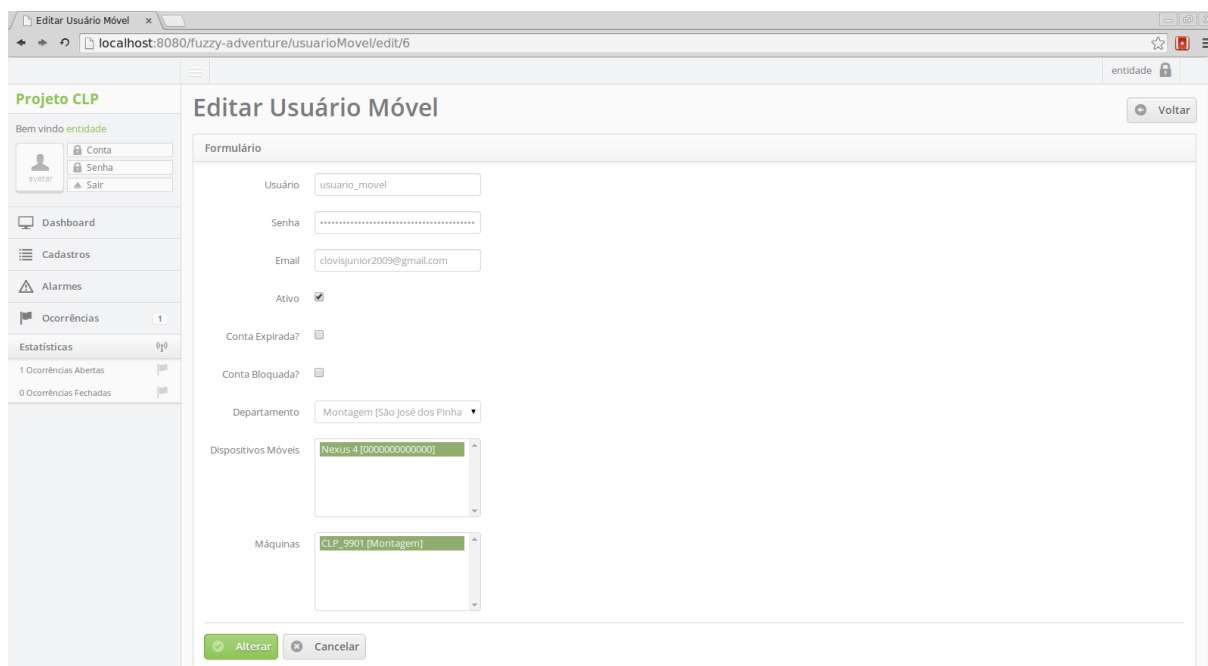 Editar Usuário Móvel
localhost:8080/fuzzy-adventure/usuarioMovel/edit/6
entidade
Projeto CLP
Bem vindo entidade
avatar
Conta
Senha
Sair
Dashboard
Cadastros
Alarmes
Ocorrências 1
Estatísticas
1 Ocorrências Abertas
0 Ocorrências Fechadas
Editar Usuário Móvel
Voltar
Formulário
Usuário usuario_movel
Senha
Email clovisjunior2009@gmail.com
Ativo
Conta Expirada?
Conta Bloquada?
Departamento Montagem [São José dos Pinha
Dispositivos Móveis Nexus 4 [0000000000000]
Máquinas CLP_9901 [Montagem]
Alterar Cancelar